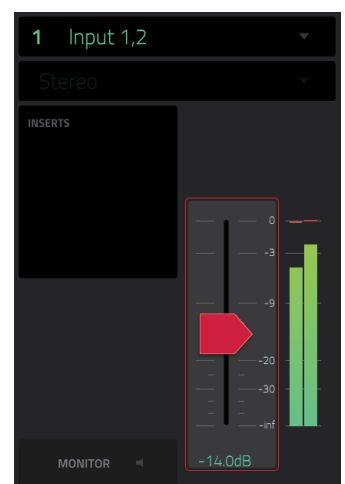 1 Input 1,2
Stereo
INSERTS
0
-3
-9
-20
-30
-inf
MONITOR
-14.0dB